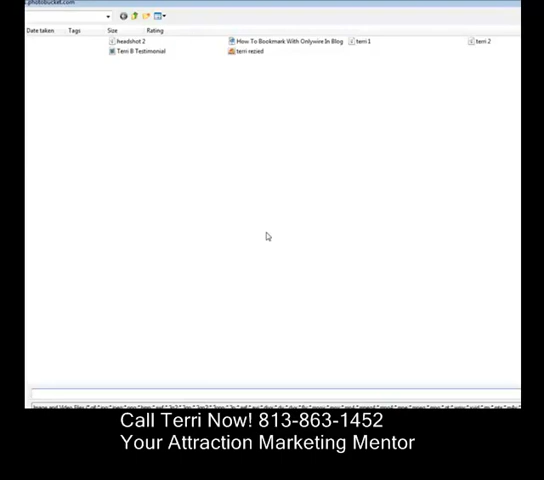 .photobucket.com
Date taken Tags Size Rating
headshot 2 How To Bookmark With Onlywire In Blog terri 1 terri 2
Terri B Testimonial terri rezied
Call Terri Now! 813-863-1452
Your Attraction Marketing Mentor